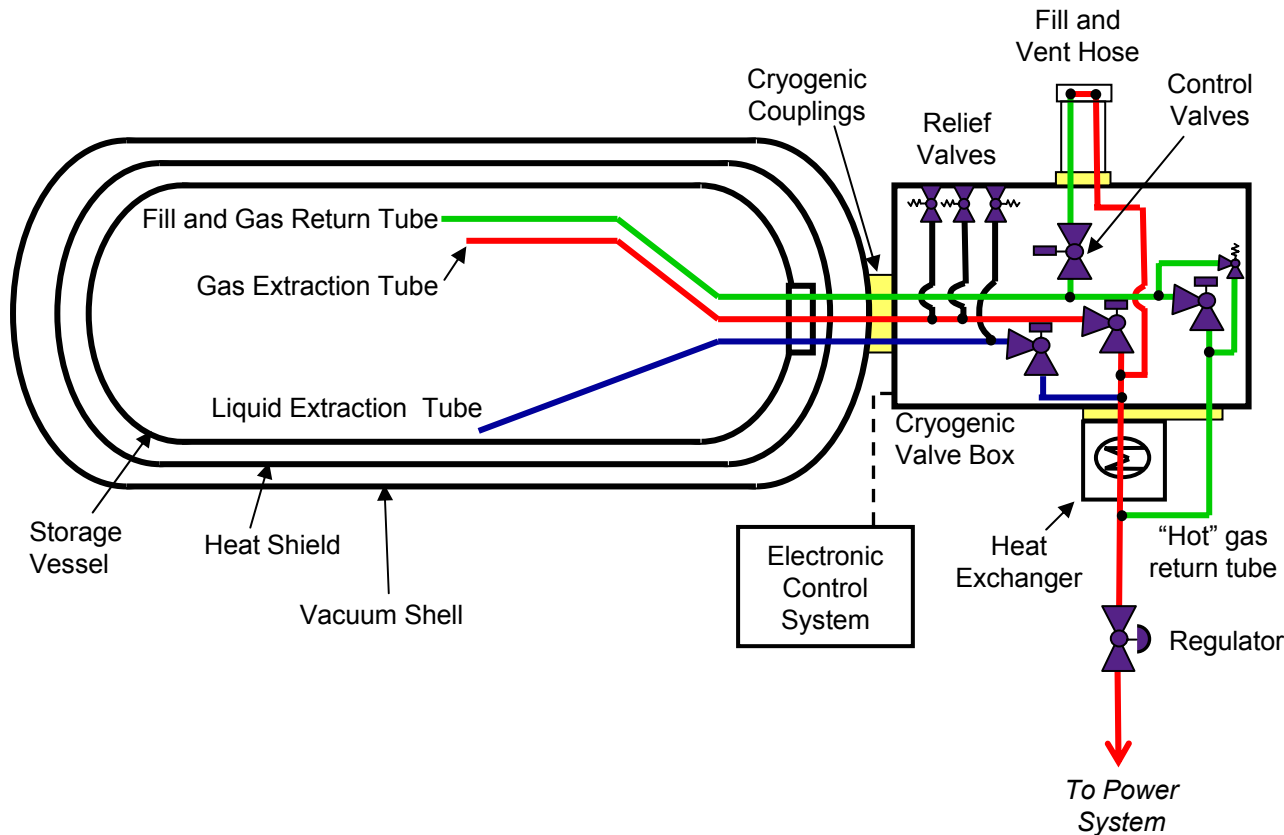 Fill and
Vent Hose
Cryogenic
Couplings
Control
Valves
Relief
Valves
Fill and Gas Return Tube
Gas Extraction Tube
Liquid Extraction Tube
Cryogenic
Valve Box
Storage
Vessel
Heat Shield
Vacuum Shell
Electronic
Control
System
Heat
Exchanger
“Hot” gas
return tube
Regulator
To Power
System